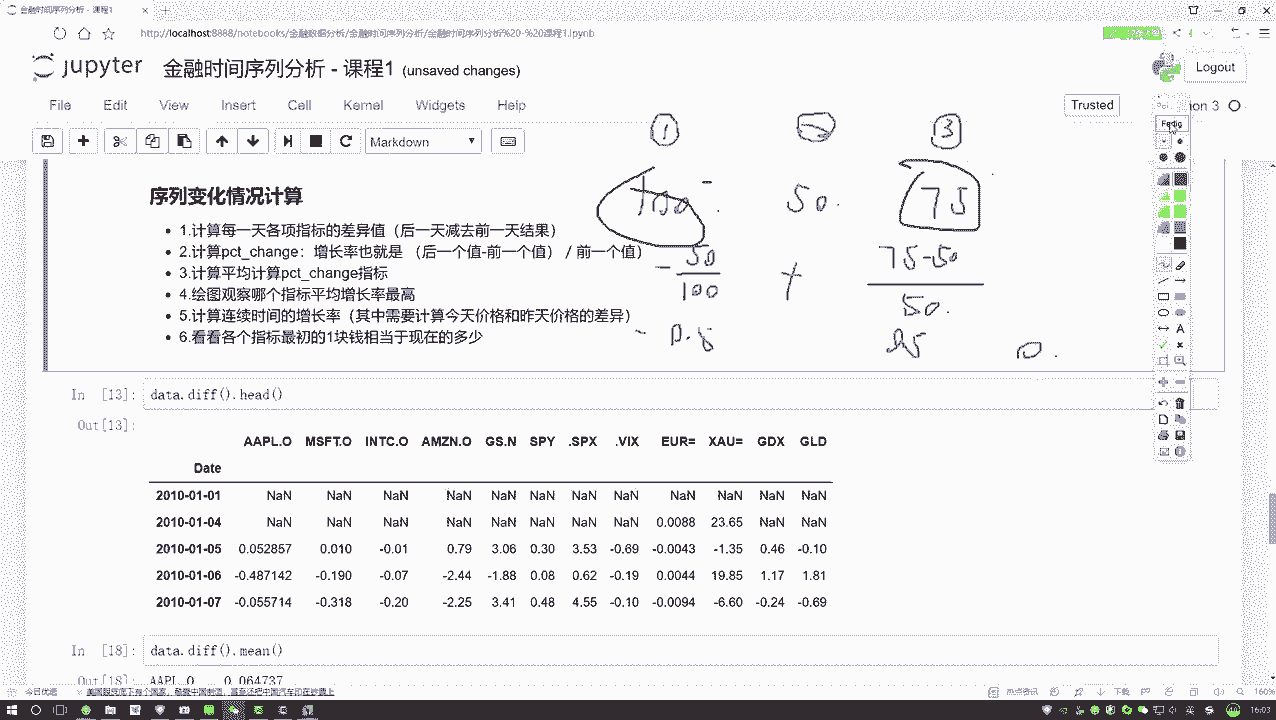 金融时间序列分析 - 课程1
http://localhost:8888/notebooks/金融数据分析/金融时间序列分析/金融时间序列分析%20-%20课程1.ipynb
jupyter 金融时间序列分析 - 课程1 (unsaved changes)
Logout
File Edit View Insert Cell Kernel Widgets Help
Trusted
on 3
Markdown
① ② ③
100 50. 75
序列变化情况计算
1.计算每一天各项指标的差异值（后一天减去前一天结果）
2.计算pct_change：增长率也就是 （后一个值-前一个值） / 前一个值）
3.计算平均计算pct_change指标
4.绘图观察哪个指标平均增长率最高
5.计算连续时间的增长率（其中需要计算今天价格和昨天价格的差异）
6.看看各个指标最初的1块钱相当于现在的多少
- 50 75-50
100 + 50.
- 0.5 0.5 0.
In [13]: data.diff().head()
Out[13]:
AAPL.O MSFT.O INTC.O AMZN.O GS.N SPY .SPX .VIX EUR= XAU= GDX GLD
Date
2010-01-01 NaN NaN NaN NaN NaN NaN NaN NaN NaN NaN NaN NaN
2010-01-04 NaN NaN NaN NaN NaN NaN NaN NaN 0.0088 23.65 NaN NaN
2010-01-05 0.052857 0.010 -0.01 0.79 3.06 0.30 3.53 -0.69 -0.0043 -1.35 0.46 -0.10
2010-01-06 -0.487142 -0.190 -0.07 -2.44 -1.88 0.08 0.62 -0.19 0.0044 19.85 1.17 1.81
2010-01-07 -0.055714 -0.318 -0.20 -2.25 3.41 0.48 4.55 -0.10 -0.0094 -6.60 -0.24 -0.69
In [18]: data.diff().mean()
Out[18]: AAPL.O 0.064737
今日优选
热点资讯
下载
160%
16:03